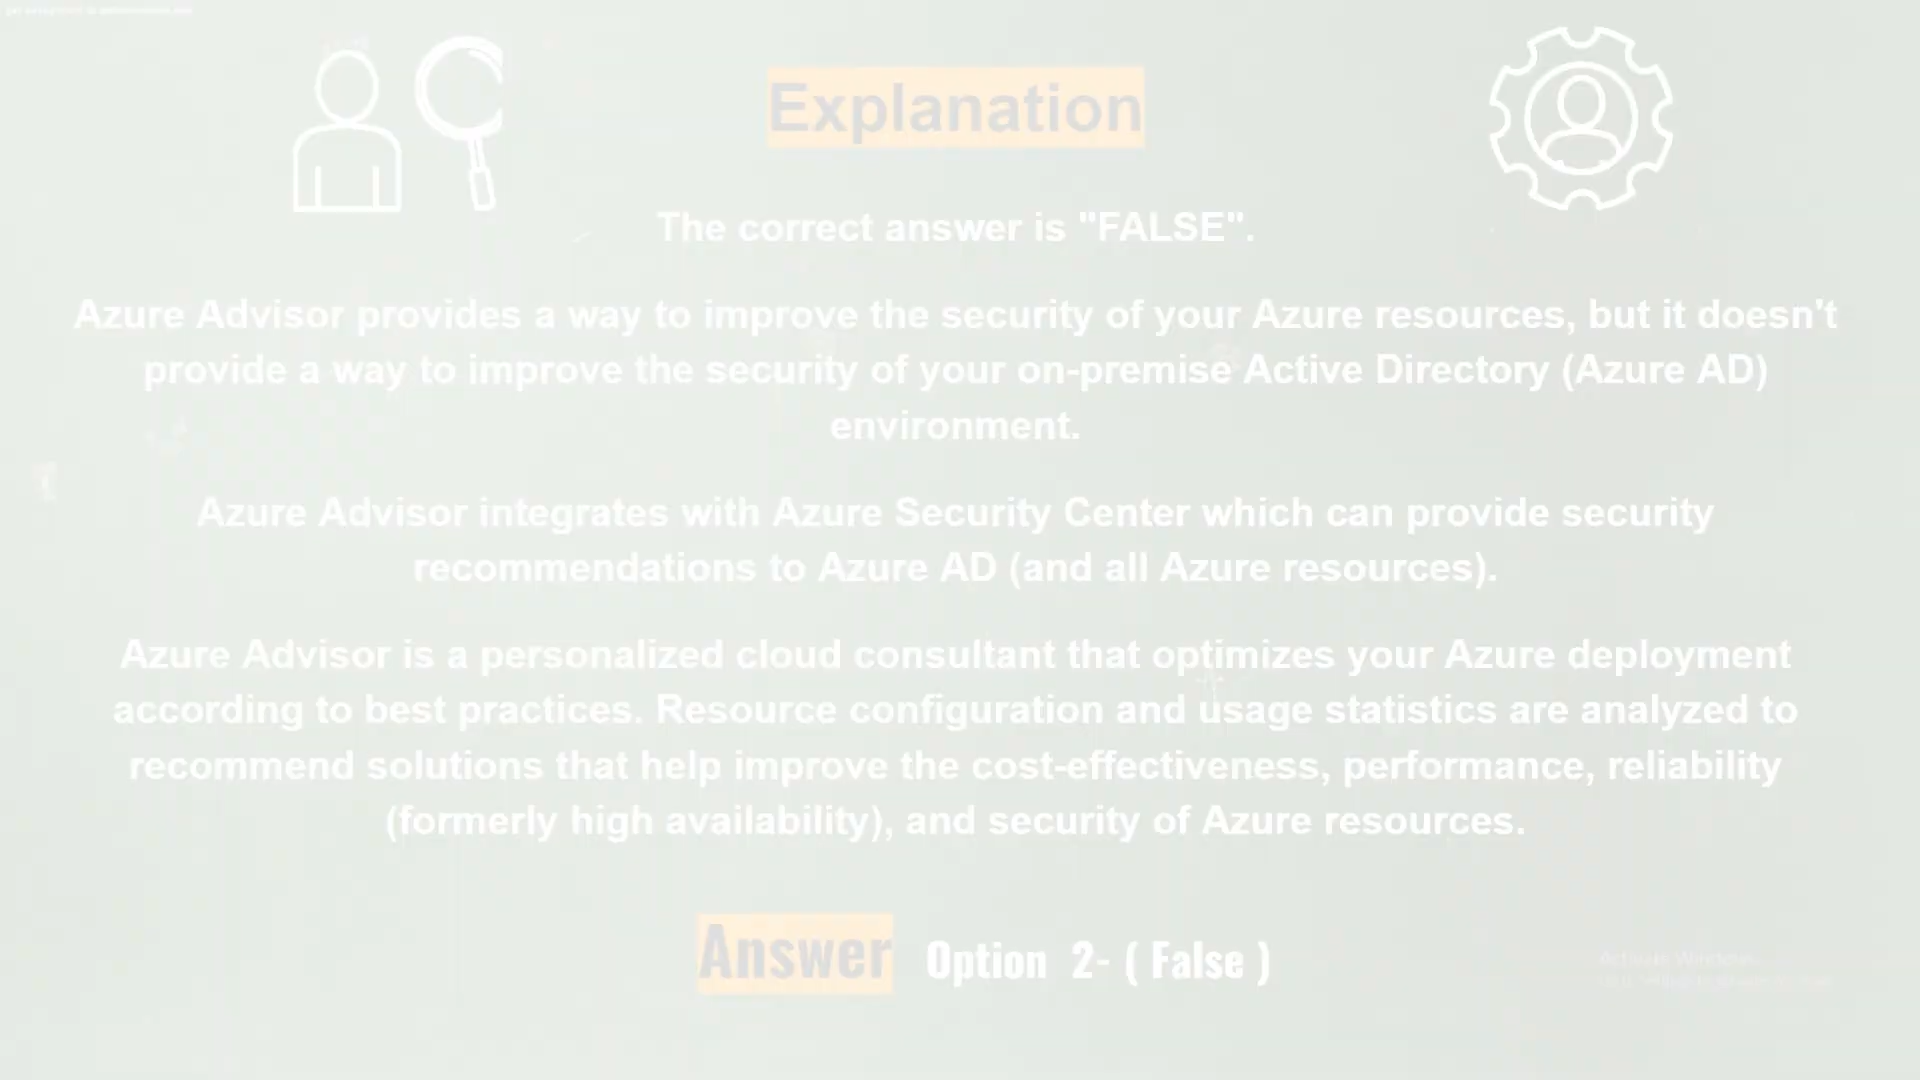 Explanation
The correct answer is "FALSE".
Azure Advisor provides a way to improve the security of your Azure resources, but it doesn't
provide a way to improve the security of your on-premise Active Directory (Azure AD)
environment.
Azure Advisor integrates with Azure Security Center which can provide security
recommendations to Azure AD (and all Azure resources).
Azure Advisor is a personalized cloud consultant that optimizes your Azure deployment
according to best practices. Resource configuration and usage statistics are analyzed to
recommend solutions that help improve the cost-effectiveness, performance, reliability
(formerly high availability), and security of Azure resources.
Answer Option 2- ( False )